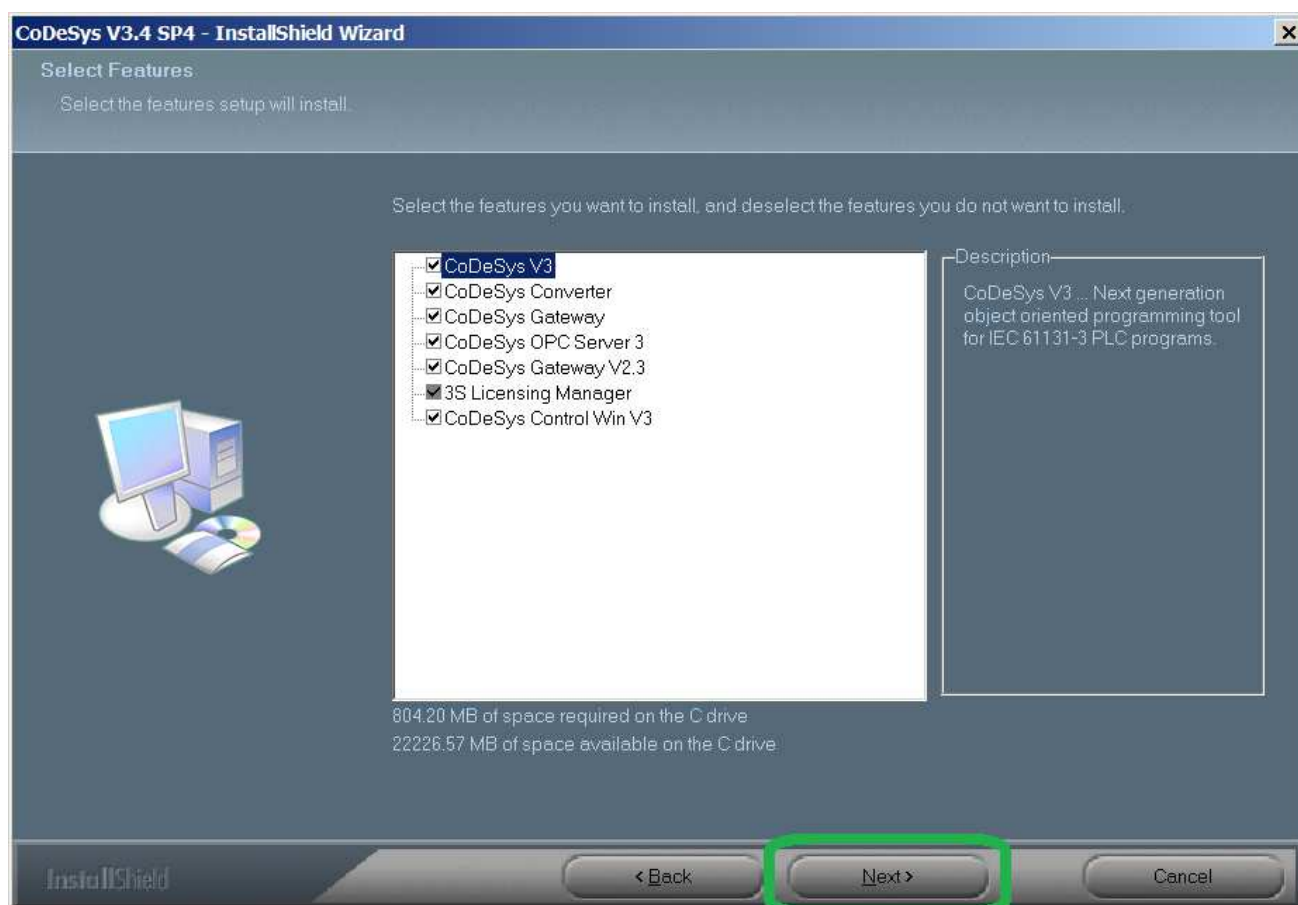 CoDeSys V3.4 SP4 - InstallShield Wizard
Select Features
Select the features setup will install.
Select the features you want to install, and deselect the features you do not want to install.
CoDeSys V3
CoDeSys Converter
CoDeSys Gateway
CoDeSys OPC Server 3
CoDeSys Gateway V2.3
3S Licensing Manager
CoDeSys Control Win V3
Description
CoDeSys V3 ... Next generation
object oriented programming tool
for IEC 61131-3 PLC programs.
804.20 MB of space required on the C drive
22226.57 MB of space available on the C drive
InstallShield
< Back
Next >
Cancel